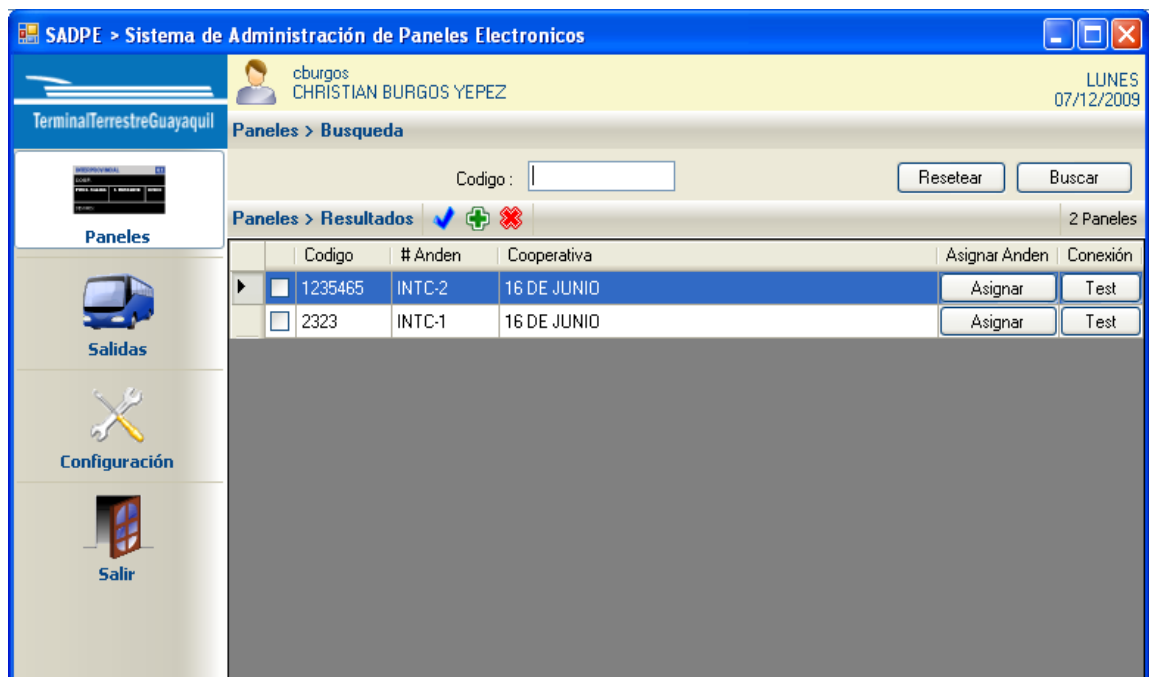 SADPE > Sistema de Administración de Paneles Electronicos
TerminalTerrestreGuayaquil
cburgos
CHRISTIAN BURGOS YEPEZ
LUNES
07/12/2009
Paneles > Busqueda
Codigo :
Resetear
Buscar
Paneles > Resultados
2 Paneles
Codigo # Anden Cooperativa Asignar Anden Conexión
1235465 INTC-2 16 DE JUNIO Asignar Test
2323 INTC-1 16 DE JUNIO Asignar Test
Paneles
Salidas
Configuración
Salir